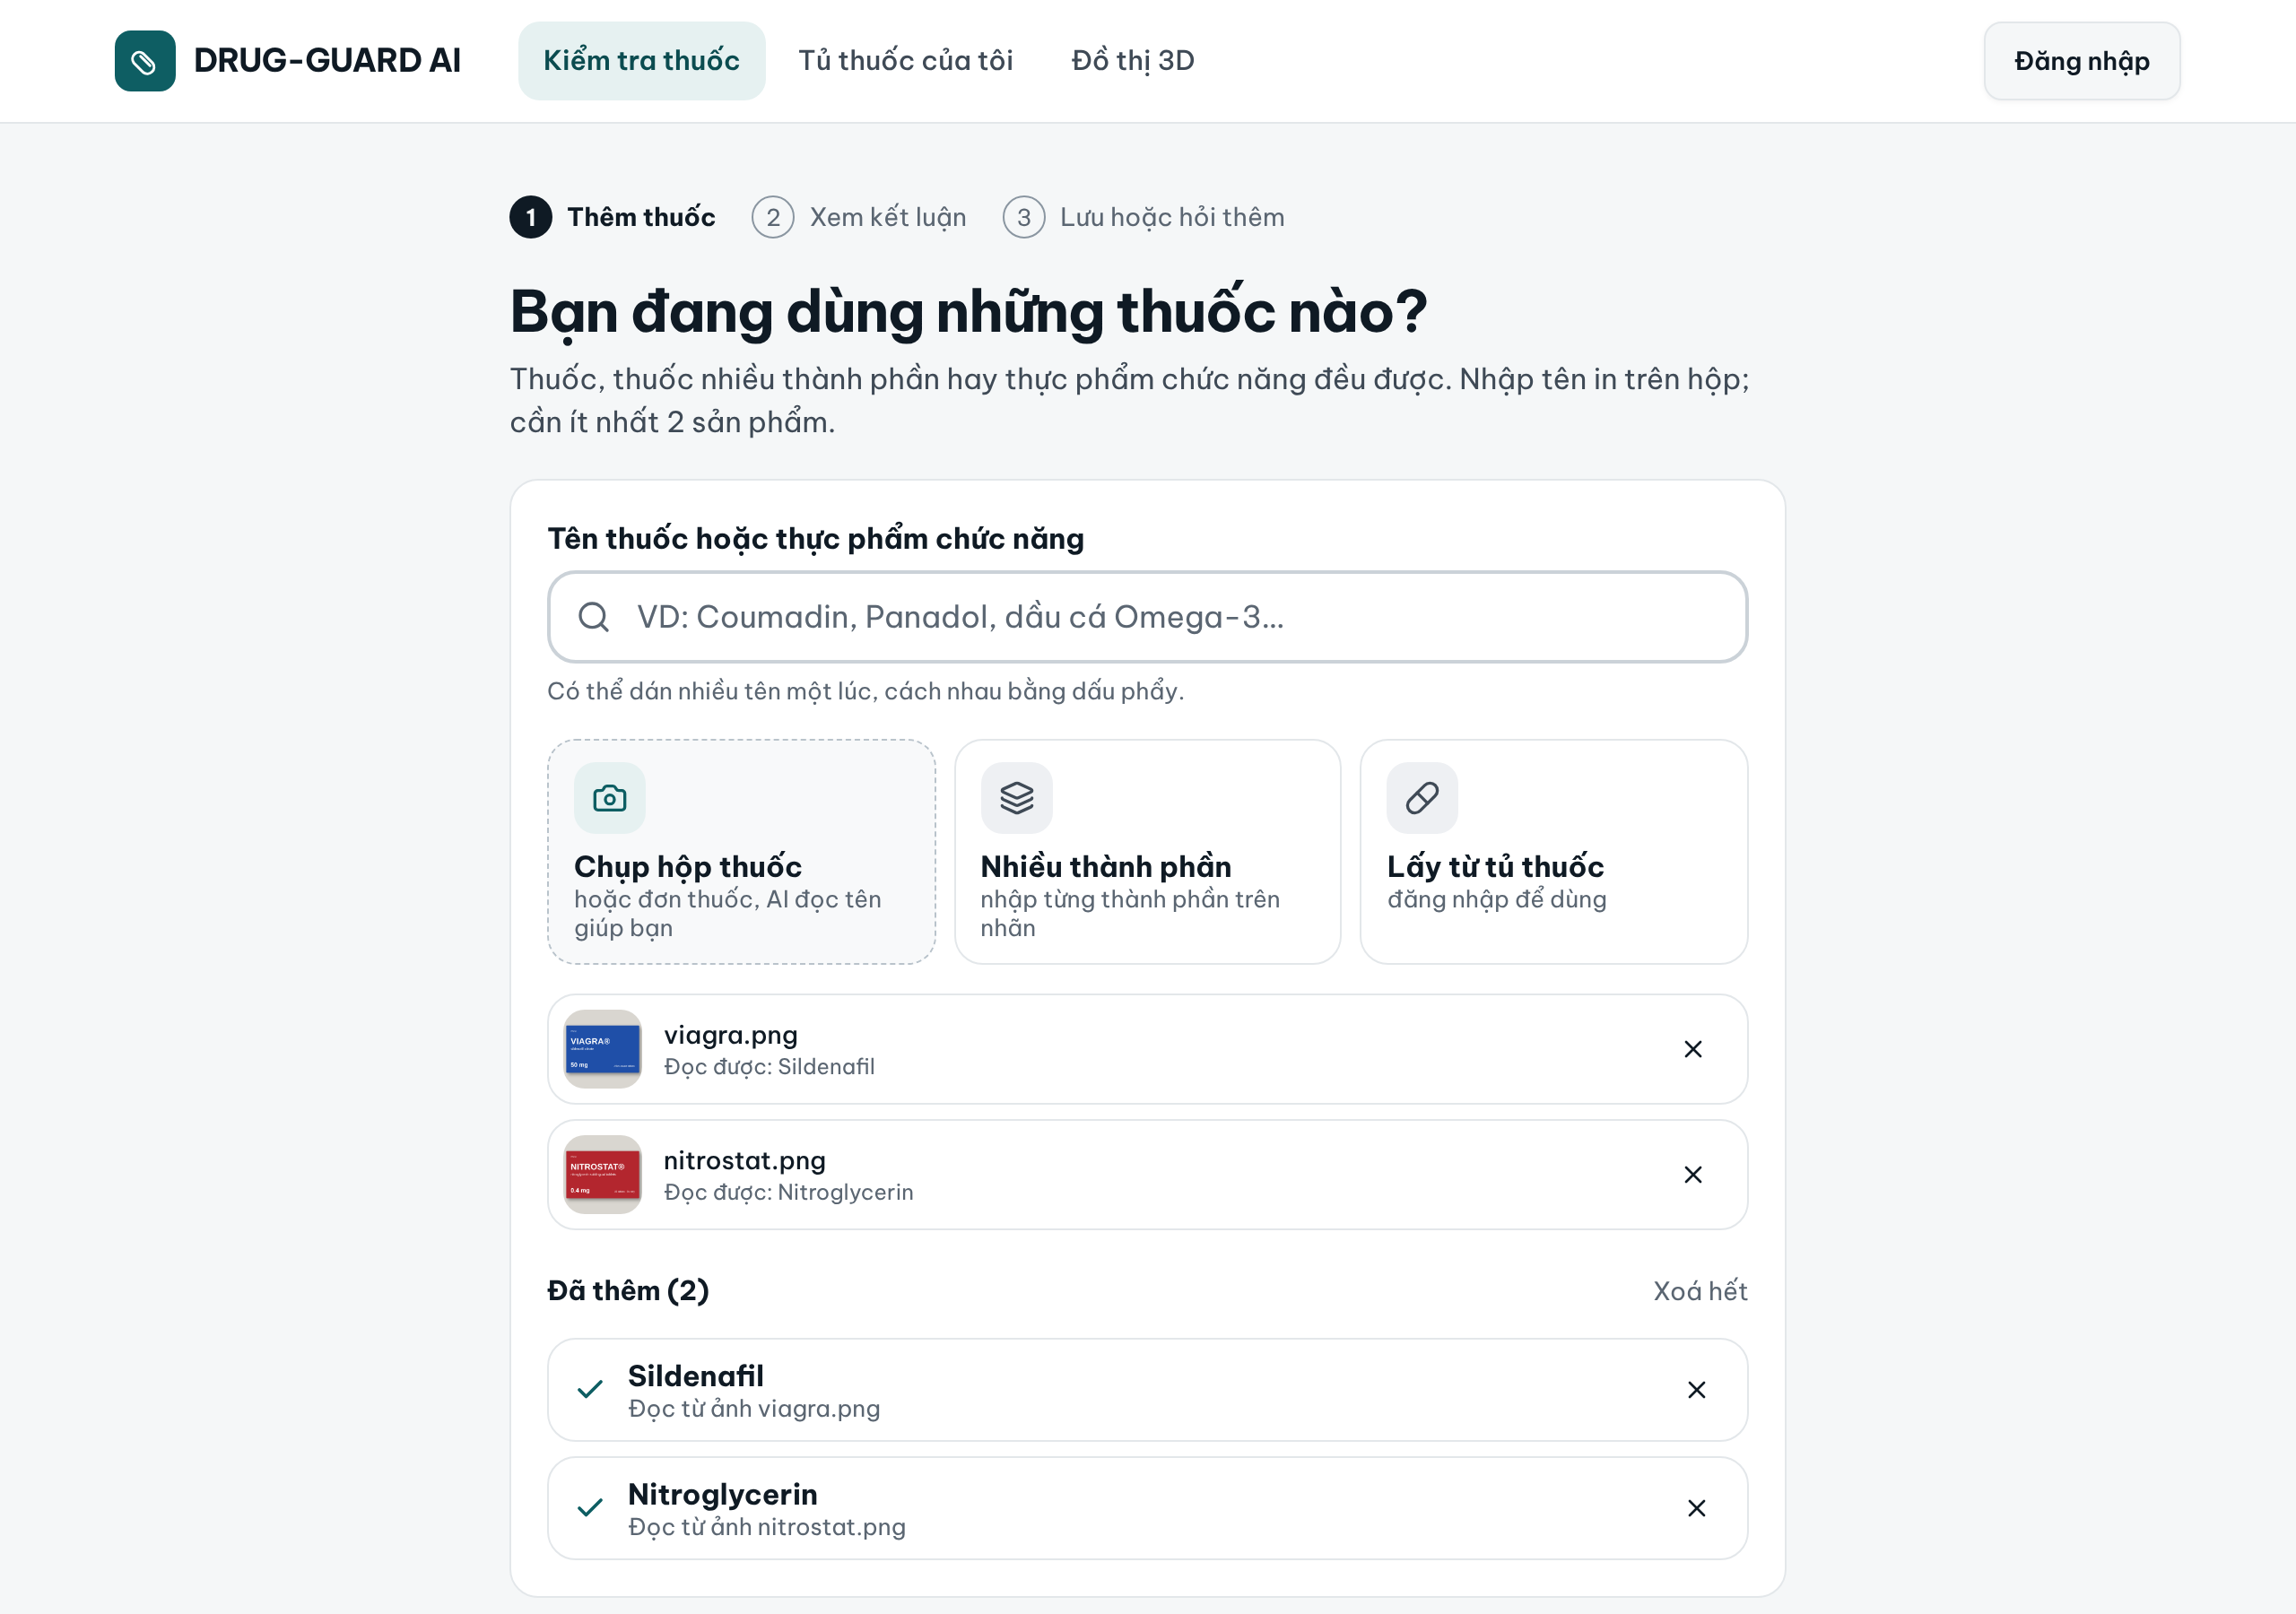 DRUG-GUARD AI
Kiểm tra thuốc
Tủ thuốc của tôi
Đồ thị 3D
Đăng nhập
1 Thêm thuốc
2 Xem kết luận
3 Lưu hoặc hỏi thêm
Bạn đang dùng những thuốc nào?
Thuốc, thuốc nhiều thành phần hay thực phẩm chức năng đều được. Nhập tên in trên hộp;
cần ít nhất 2 sản phẩm.
Tên thuốc hoặc thực phẩm chức năng
VD: Coumadin, Panadol, dầu cá Omega-3...
Có thể dán nhiều tên một lúc, cách nhau bằng dấu phẩy.
Chụp hộp thuốc
hoặc đơn thuốc, AI đọc tên
giúp bạn
Nhiều thành phần
nhập từng thành phần trên
nhãn
Lấy từ tủ thuốc
đăng nhập để dùng
VIAGRA®
50 mg
viagra.png
Đọc được: Sildenafil
NITROSTAT®
0.4 mg
nitrostat.png
Đọc được: Nitroglycerin
Đã thêm (2)
Xoá hết
Sildenafil
Đọc từ ảnh viagra.png
Nitroglycerin
Đọc từ ảnh nitrostat.png